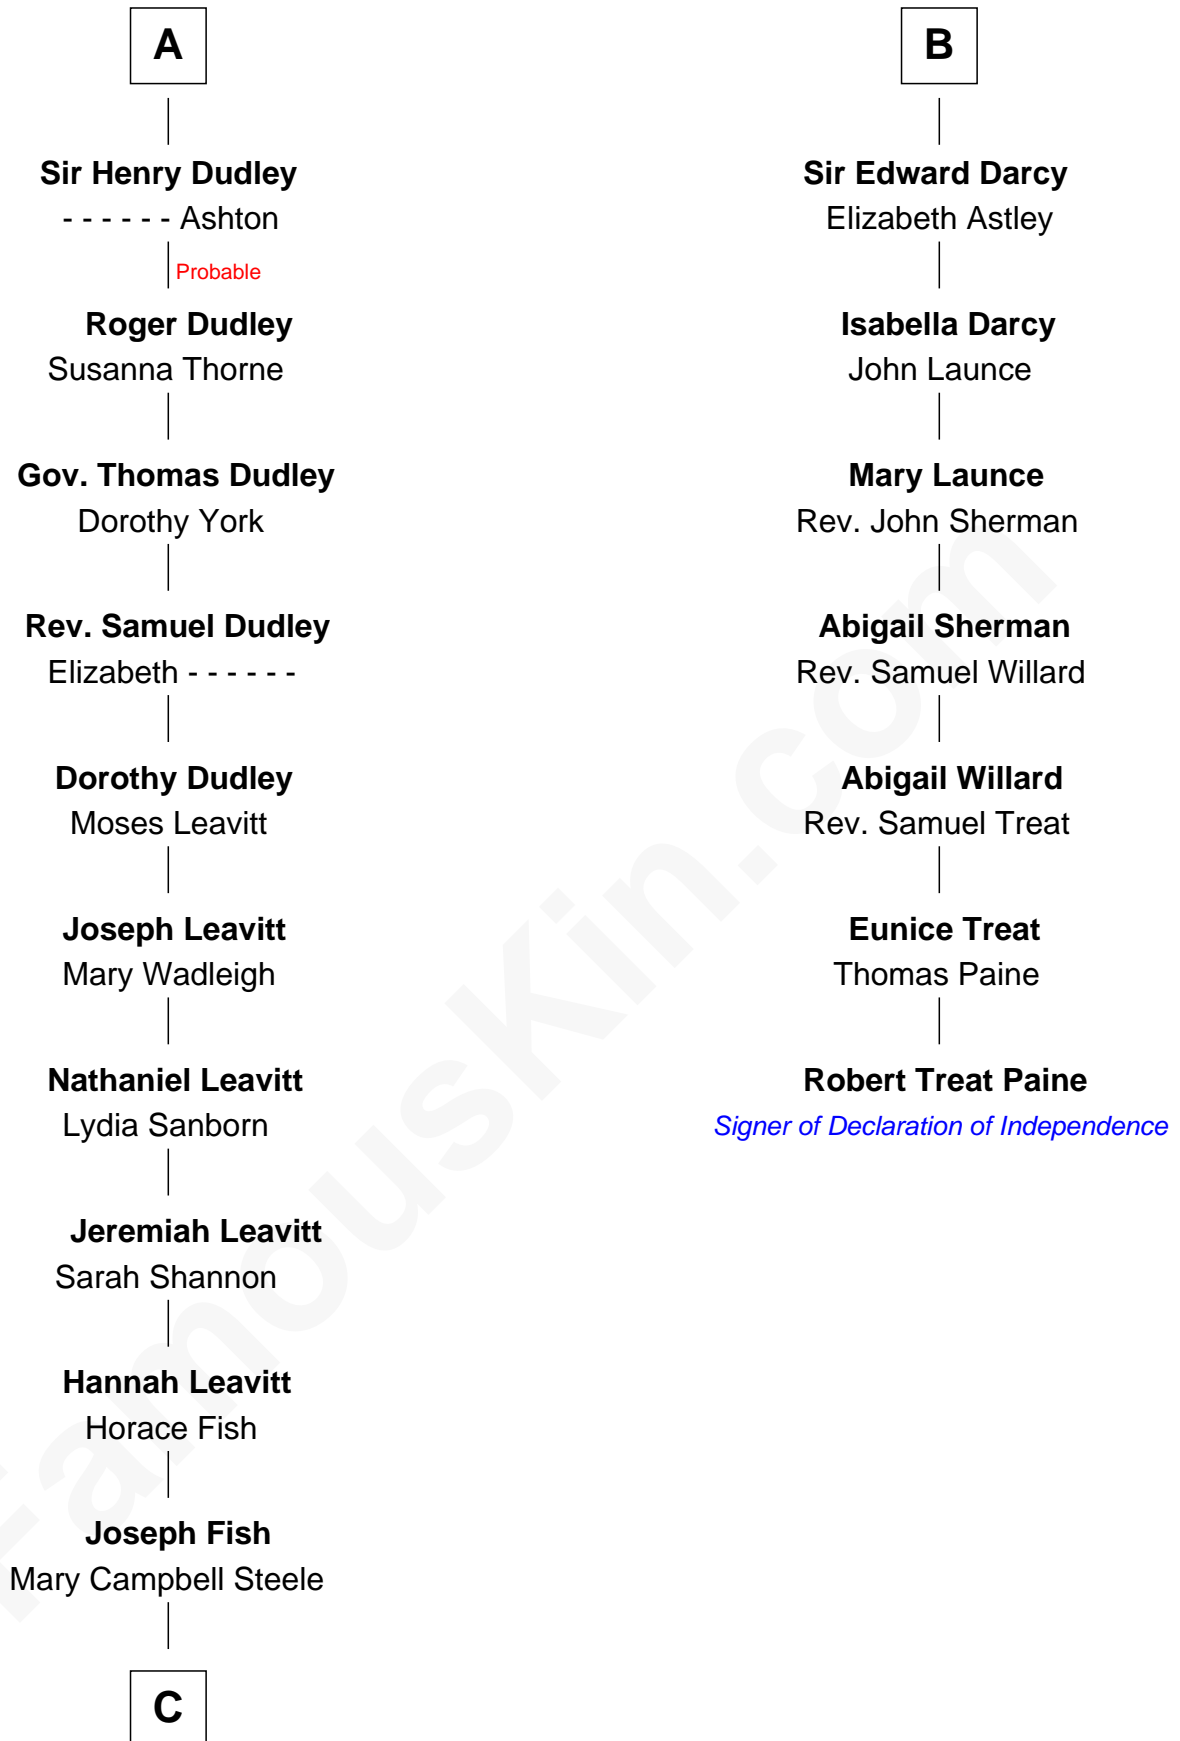 A
Sir Henry Dudley
- - - - - - Ashton
Probable
Roger Dudley
Susanna Thorne
Gov. Thomas Dudley
Dorothy York
Rev. Samuel Dudley
Elizabeth - - - - - -
Dorothy Dudley
Moses Leavitt
Joseph Leavitt
Mary Wadleigh
Nathaniel Leavitt
Lydia Sanborn
Jeremiah Leavitt
Sarah Shannon
Hannah Leavitt
Horace Fish
Joseph Fish
Mary Campbell Steele
C
B
Sir Edward Darcy
Elizabeth Astley
Isabella Darcy
John Launce
Mary Launce
Rev. John Sherman
Abigail Sherman
Rev. Samuel Willard
Abigail Willard
Rev. Samuel Treat
Eunice Treat
Thomas Paine
Robert Treat Paine
Signer of Declaration of Independence
FamousKin.com